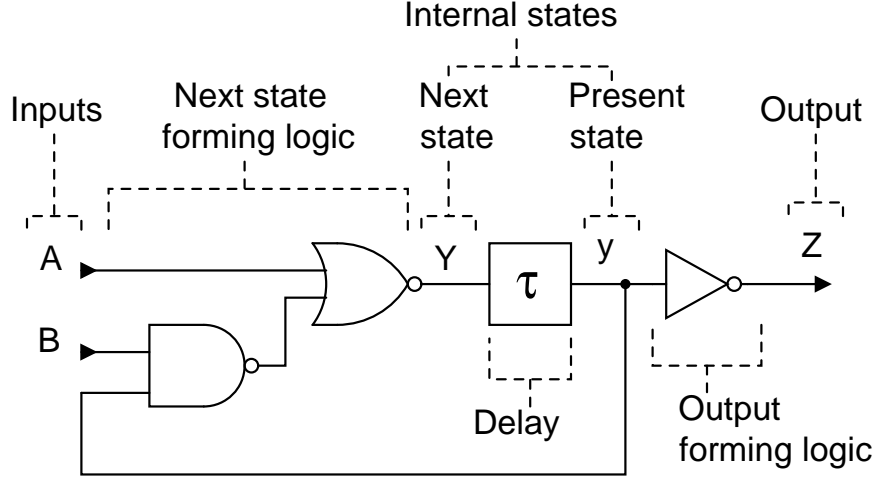 Internal states
Inputs
Next state
forming logic
Next
state
Present
state
Output
A
Y
τ
y
Z
B
Delay
Output
forming logic